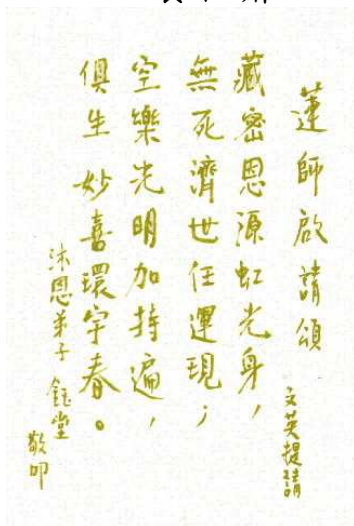 蓮師啟請頌
文英提請
藏密恩源虹光身，
無死濟世任運現；
空樂光明加持遍，
俱生妙喜環宇春。
沐恩弟子 鈺堂
敬叩